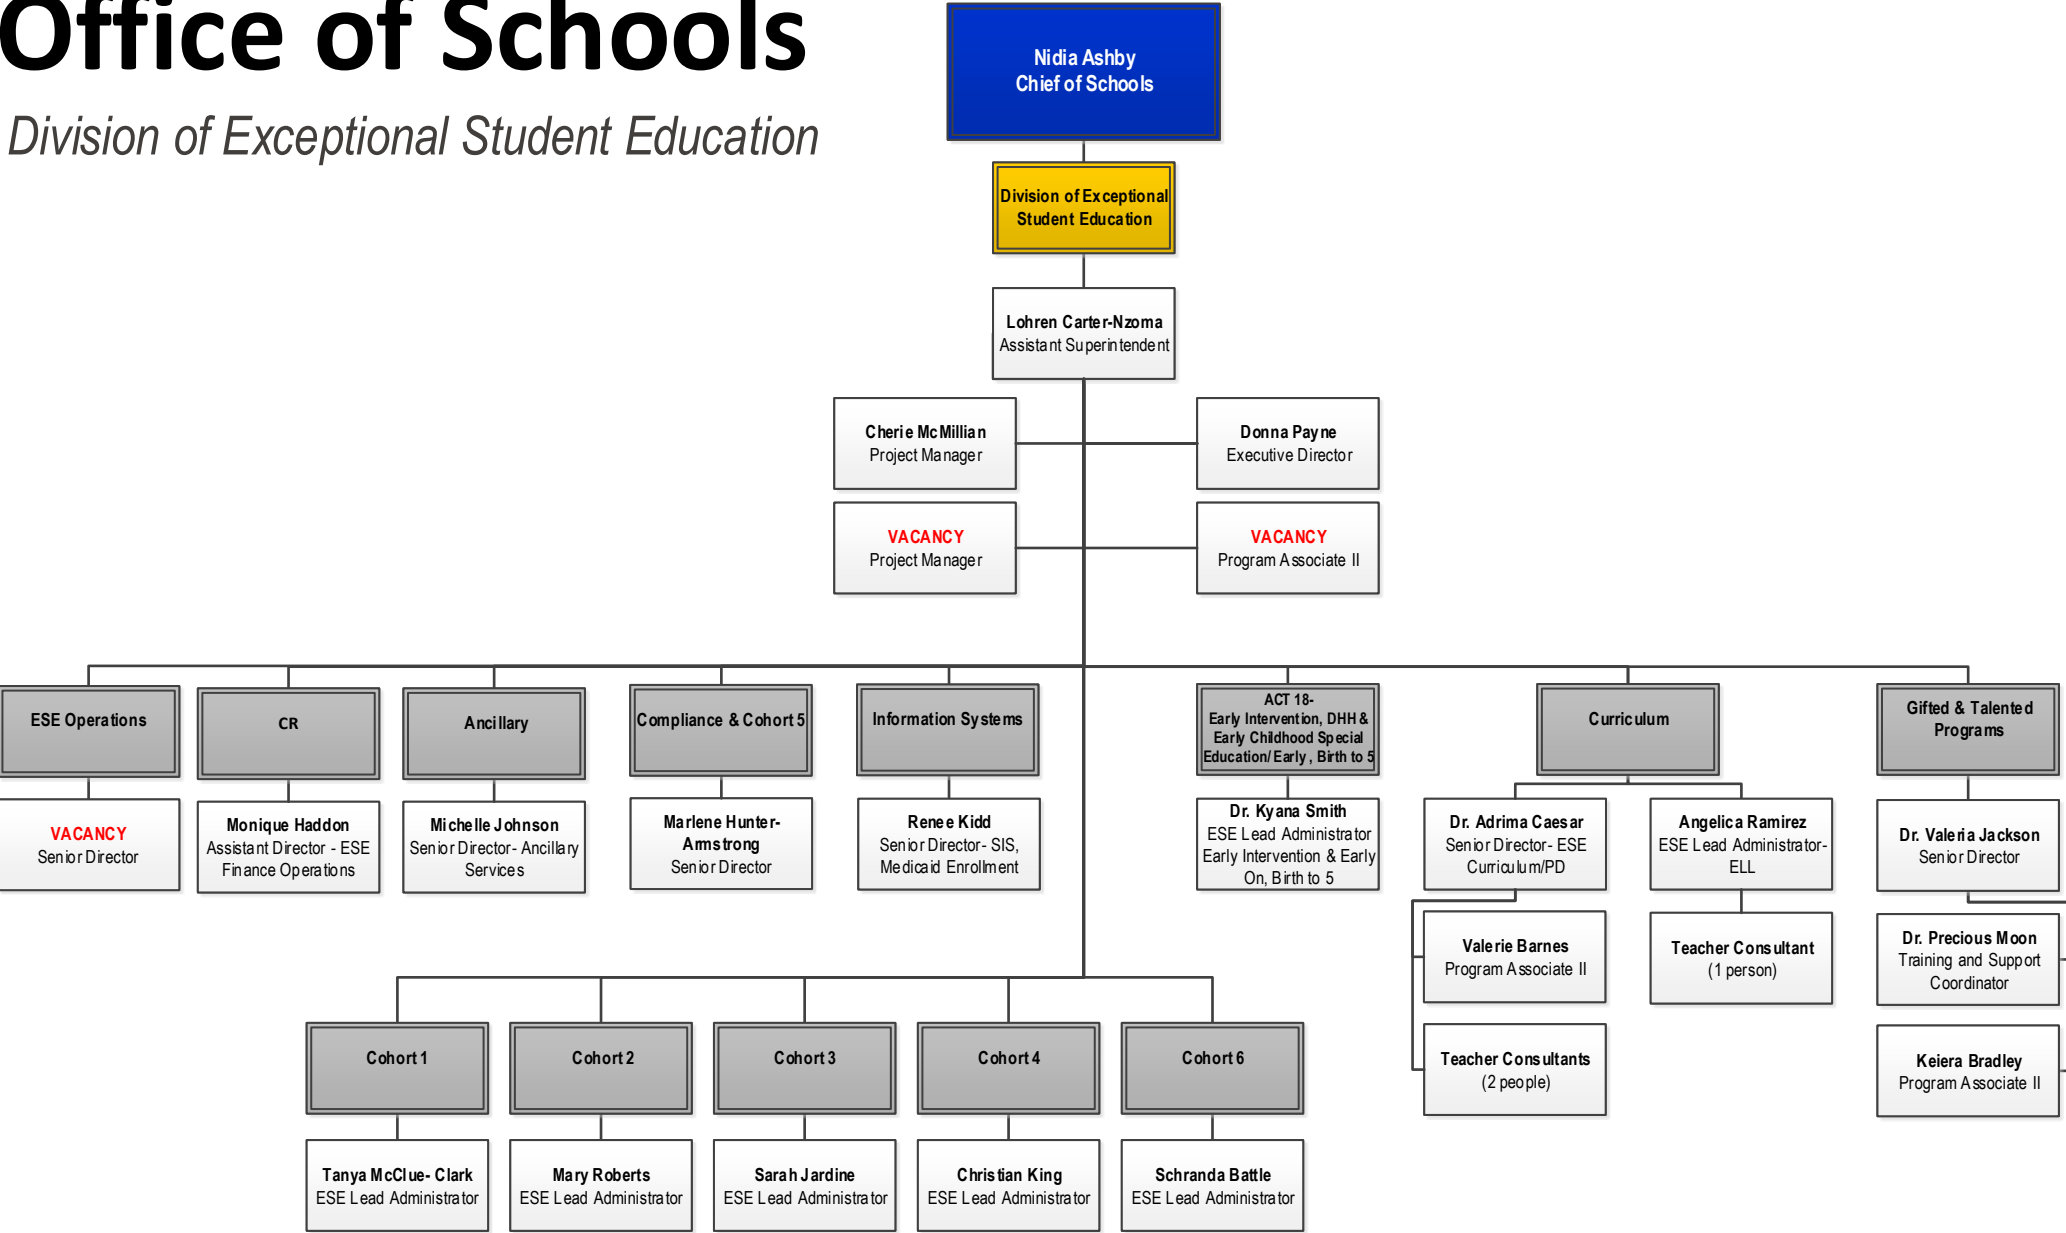 Office of Schools
Division of Exceptional Student Education
Nidia Ashby
Chief of Schools
Division of Exceptional
Student Education
Lohren Carter-Nzoma
Assistant Superintendent
Cherie McMillian
Project Manager
Donna Payne
Executive Director
VACANCY
Project Manager
VACANCY
Program Associate II
ESE Operations
CR
Ancillary
Compliance & Cohort 5
Information Systems
ACT 18-
Early Intervention, DHH &
Early Childhood Special
Education/ Early , Birth to 5
Curriculum
Gifted & Talented
Programs
VACANCY
Senior Director
Monique Haddon
Assistant Director - ESE
Finance Operations
Michelle Johnson
Senior Director- Ancillary
Services
Marlene Hunter-
Armstrong
Senior Director
Renee Kidd
Senior Director- SIS,
Medicaid Enrollment
Dr. Kyana Smith
ESE Lead Administrator
Early Intervention & Early
On, Birth to 5
Dr. Adrima Caesar
Senior Director- ESE
Curriculum/PD
Angelica Ramirez
ESE Lead Administrator-
ELL
Dr. Valeria Jackson
Senior Director
Valerie Barnes
Program Associate II
Teacher Consultant
(1 person)
Dr. Precious Moon
Training and Support
Coordinator
Teacher Consultants
(2 people)
Keiera Bradley
Program Associate II
Cohort 1
Cohort 2
Cohort 3
Cohort 4
Cohort 6
Tanya McClue- Clark
ESE Lead Administrator
Mary Roberts
ESE Lead Administrator
Sarah Jardine
ESE Lead Administrator
Christian King
ESE Lead Administrator
Schranda Battle
ESE Lead Administrator